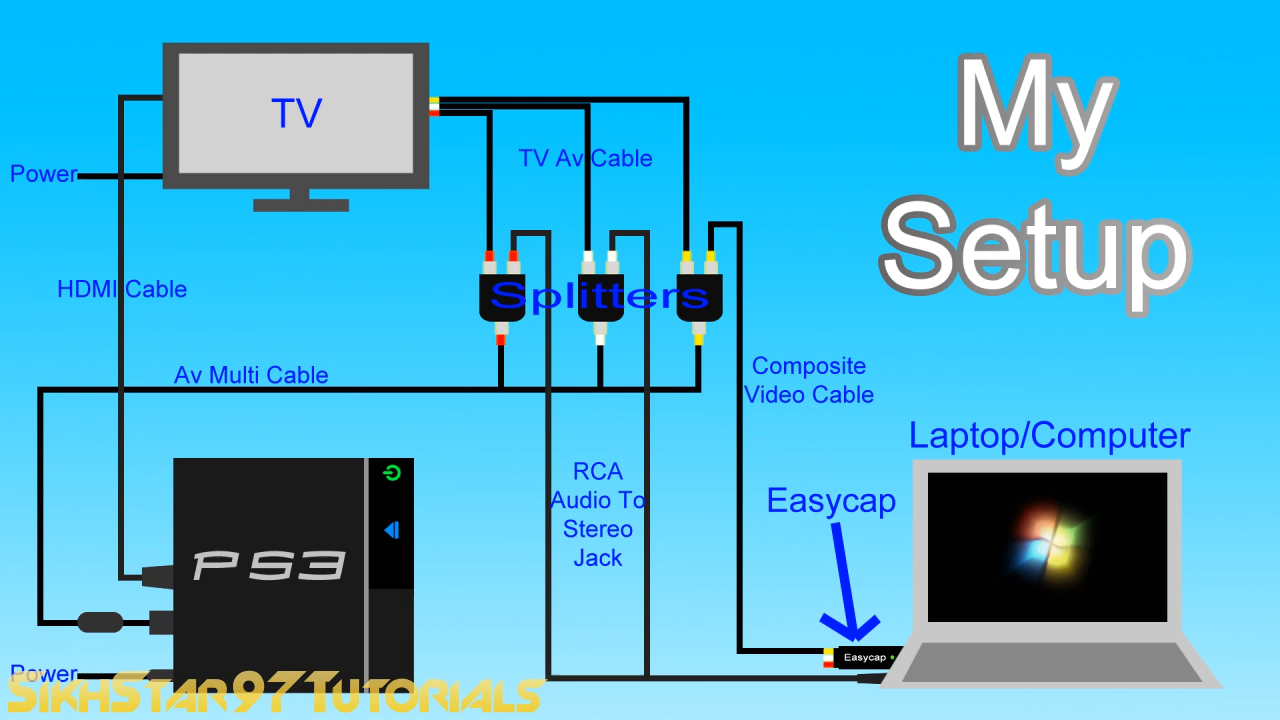 My
Setup
TV
Power
TV Av Cable
HDMI Cable
Splitters
Av Multi Cable
Composite
Video Cable
Laptop/Computer
RCA
Audio To
Stereo
Jack
Easycap
PS3
Easycap
Power
SikhStar97Tutorials